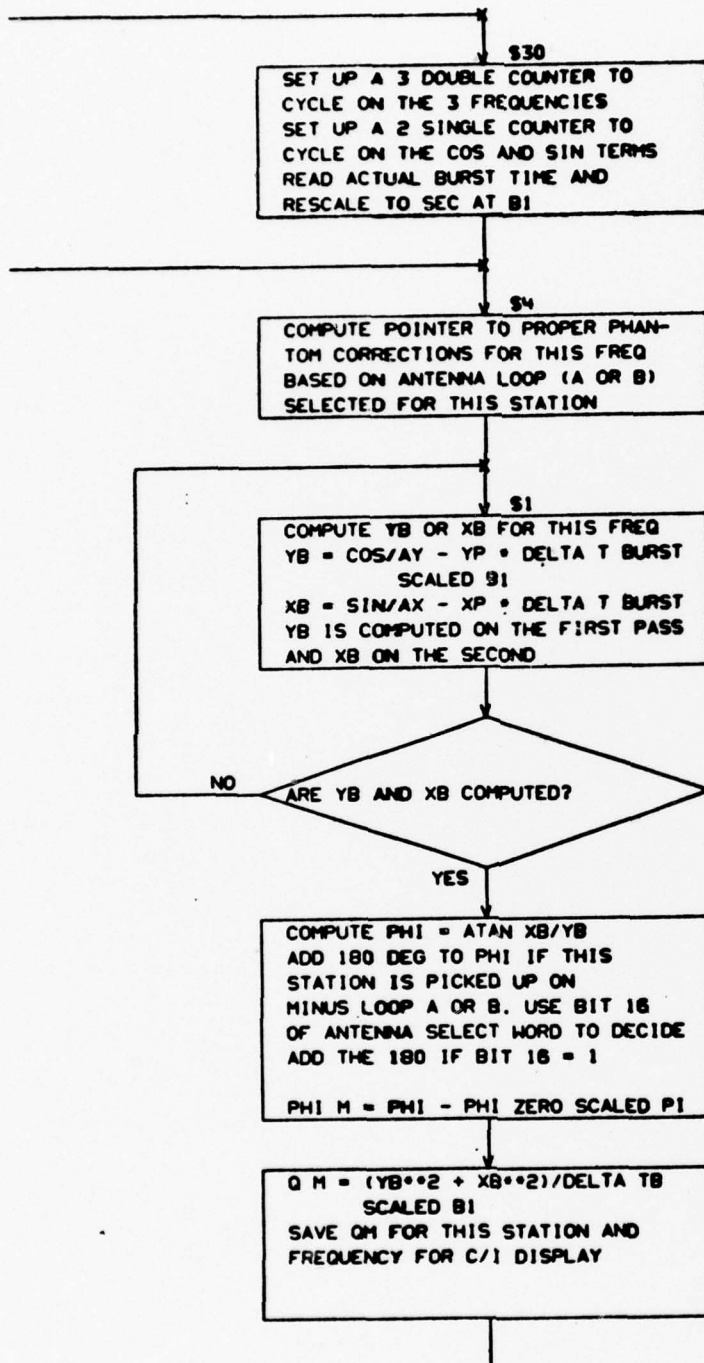 $30
SET UP A 3 DOUBLE COUNTER TO
CYCLE ON THE 3 FREQUENCIES
SET UP A 2 SINGLE COUNTER TO
CYCLE ON THE COS AND SIN TERMS
READ ACTUAL BURST TIME AND
RESCALE TO SEC AT B1
$4
COMPUTE POINTER TO PROPER PHAN-
TOM CORRECTIONS FOR THIS FREQ
BASED ON ANTENNA LOOP (A OR B)
SELECTED FOR THIS STATION
$1
COMPUTE YB OR XB FOR THIS FREQ
YB = COS/AY - YP * DELTA T BURST
SCALED B1
XB = SIN/AX - XP * DELTA T BURST
YB IS COMPUTED ON THE FIRST PASS
AND XB ON THE SECOND
NO
ARE YB AND XB COMPUTED?
YES
COMPUTE PHI = ATAN XB/YB
ADD 180 DEG TO PHI IF THIS
STATION IS PICKED UP ON
MINUS LOOP A OR B. USE BIT 16
OF ANTENNA SELECT WORD TO DECIDE
ADD THE 180 IF BIT 16 = 1
PHI M = PHI - PHI ZERO SCALED PI
Q M = (YB**2 + XB**2)/DELTA TB
SCALED B1
SAVE QM FOR THIS STATION AND
FREQUENCY FOR C/I DISPLAY